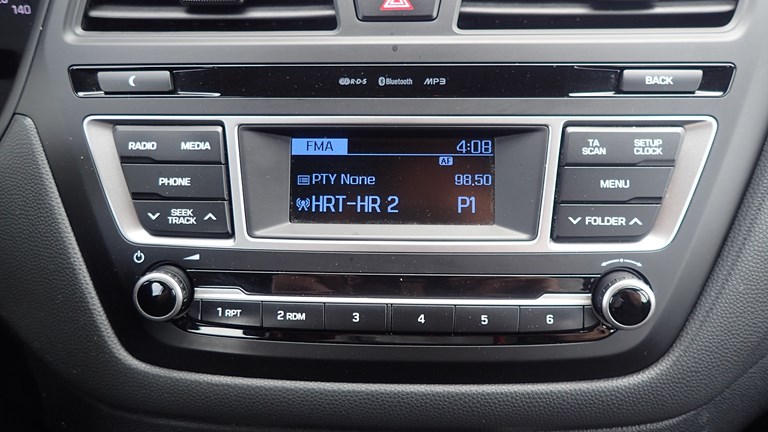 140
R·D·S Bluetooth MP3
BACK
RADIO MEDIA
PHONE
SEEK
TRACK
FMA 4:08
AF
PTY None 98.50
HRT-HR 2 P1
TA
SCAN
SETUP
CLOCK
MENU
FOLDER
1 RPT 2 RDM 3 4 5 6